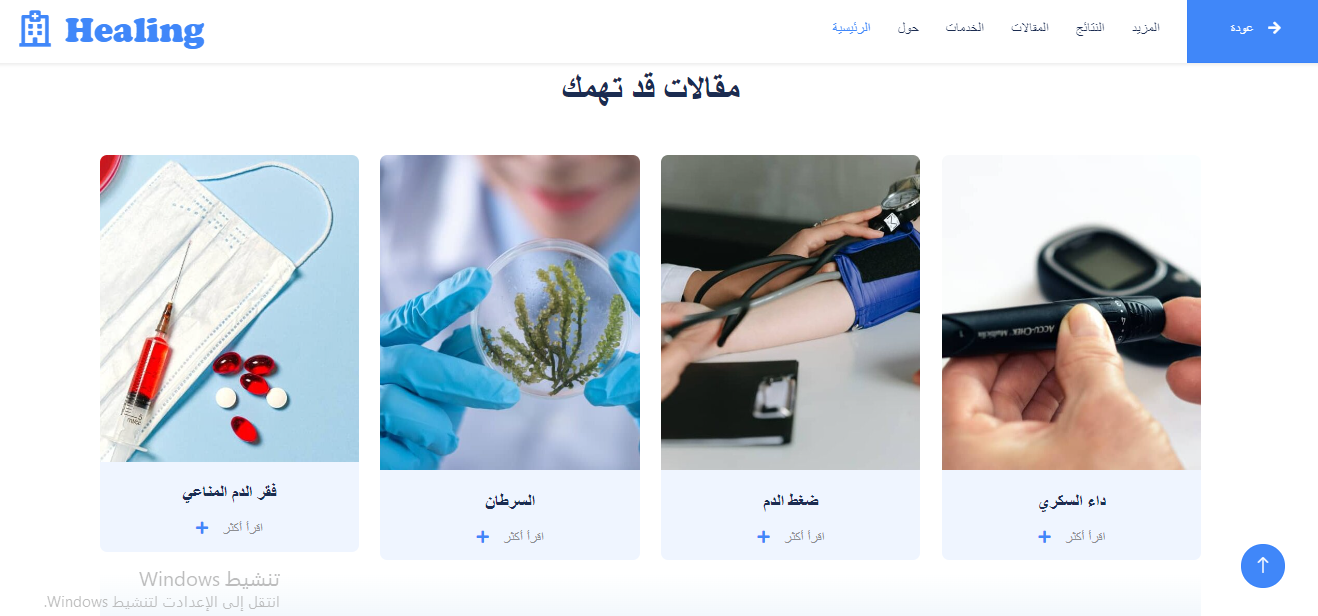 Healing
عودة
المزيد
النتائج
المقالات
الخدمات
حول
الرئيسية
مقالات قد تهمك
ACCU-CHEK
داء السكري
اقرأ أكثر
ضغط الدم
اقرأ أكثر
السرطان
اقرأ أكثر
فقر الدم المناعي
اقرأ أكثر
تنشيط Windows
انتقل إلى الإعدادت لتنشيط Windows.